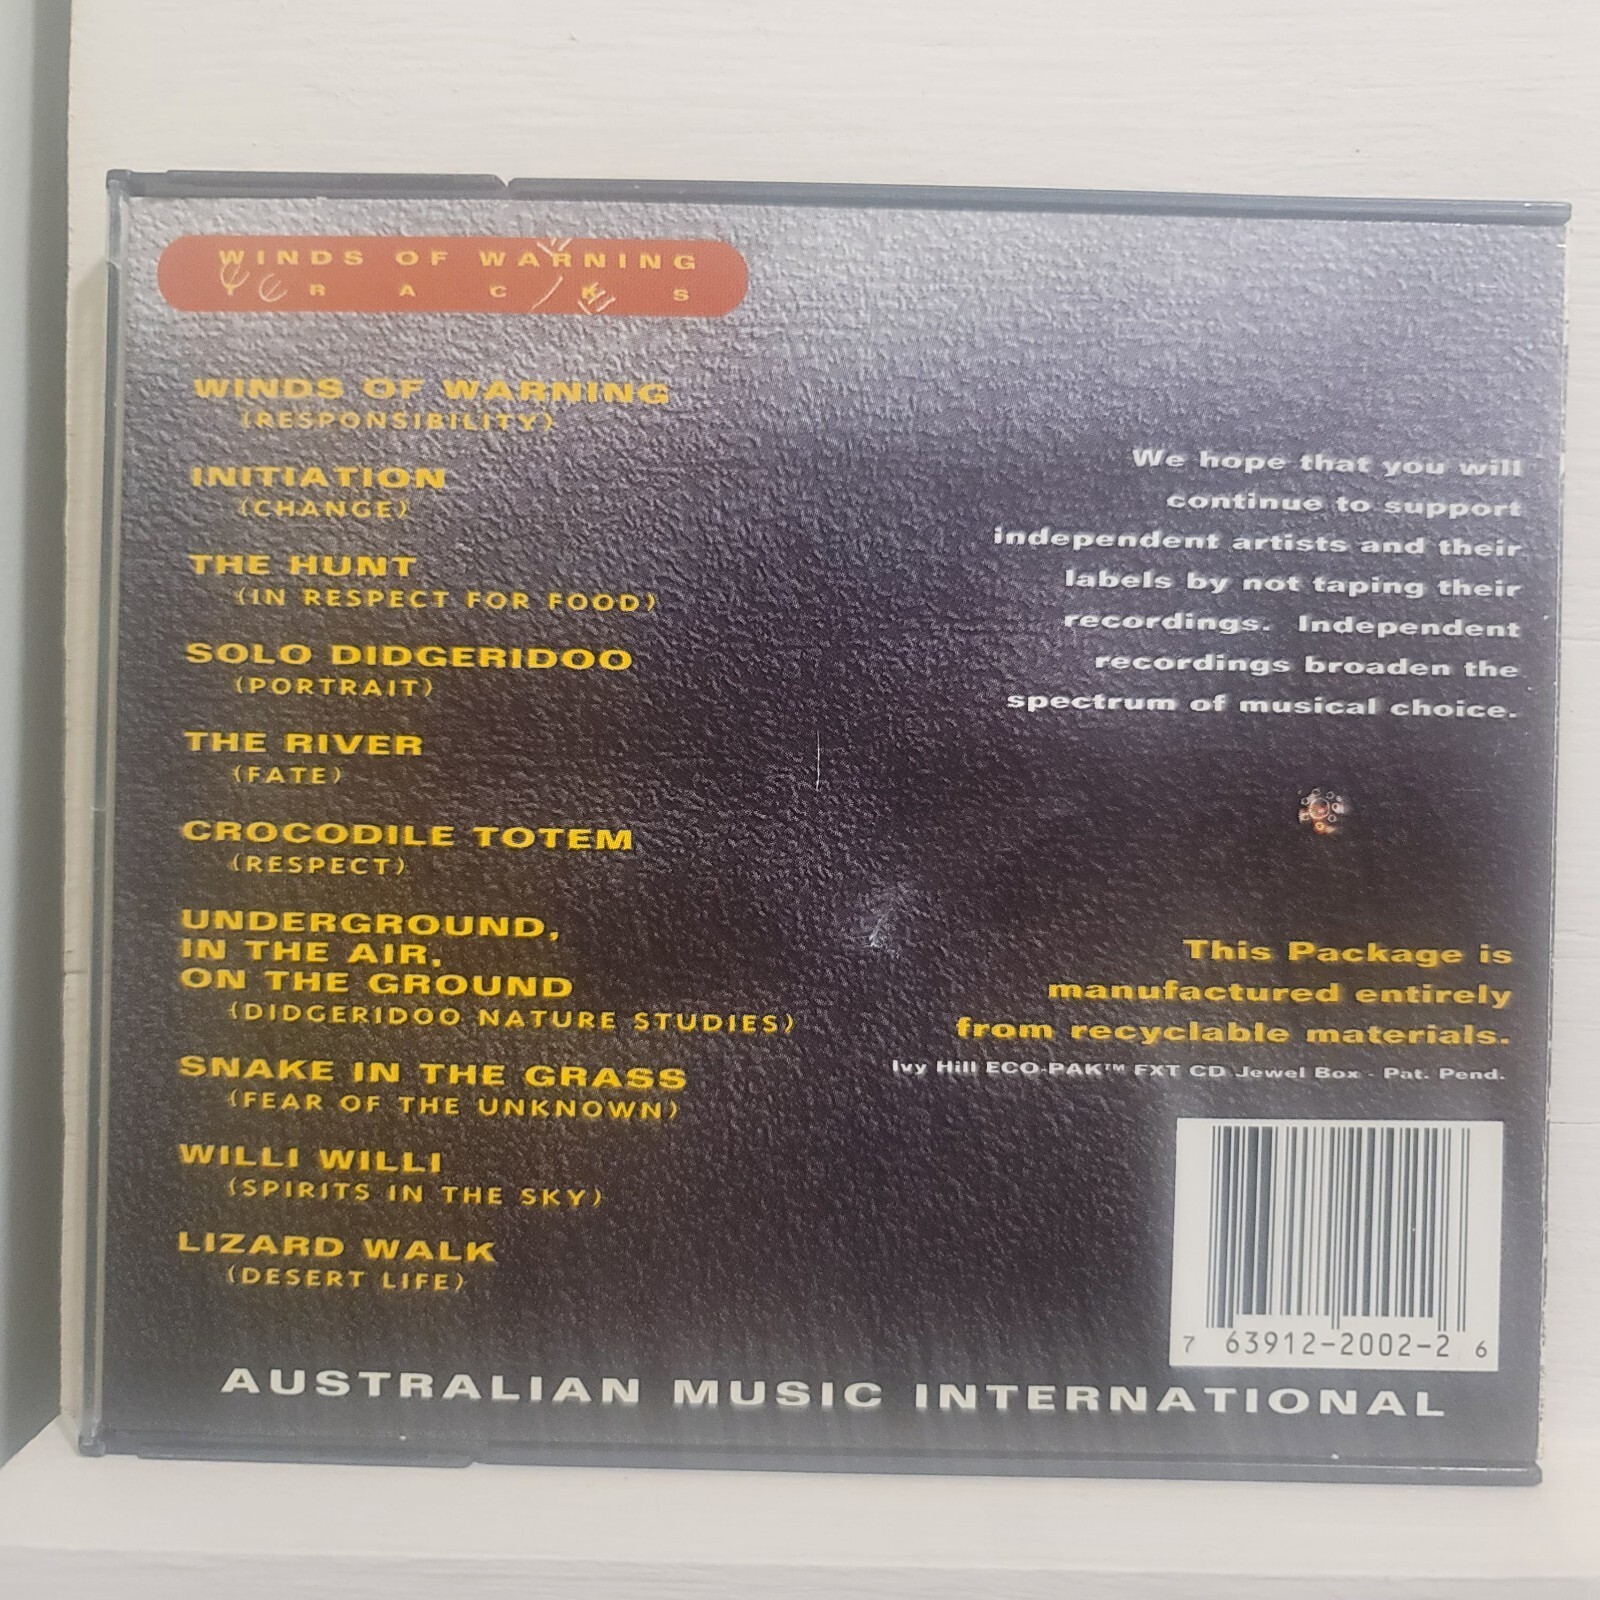 WINDS OF WARNING
TRACKS
WINDS OF WARNING
(RESPONSIBILITY)
INITIATION
(CHANGE)
THE HUNT
(IN RESPECT FOR FOOD)
SOLO DIDGERIDOO
(PORTRAIT)
THE RIVER
(FATE)
CROCODILE TOTEM
(RESPECT)
UNDERGROUND,
IN THE AIR,
ON THE GROUND
(DIDGERIDOO NATURE STUDIES)
SNAKE IN THE GRASS
(FEAR OF THE UNKNOWN)
WILLI WILLI
(SPIRITS IN THE SKY)
LIZARD WALK
(DESERT LIFE)
We hope that you will
continue to support
independent artists and their
labels by not taping their
recordings. Independent
recordings broaden the
spectrum of musical choice.
This Package is
manufactured entirely
from recyclable materials.
Ivy Hill ECO-PAK™ FXT CD Jewel Box - Pat. Pend.
7 63912-2002-2 6
AUSTRALIAN MUSIC INTERNATIONAL